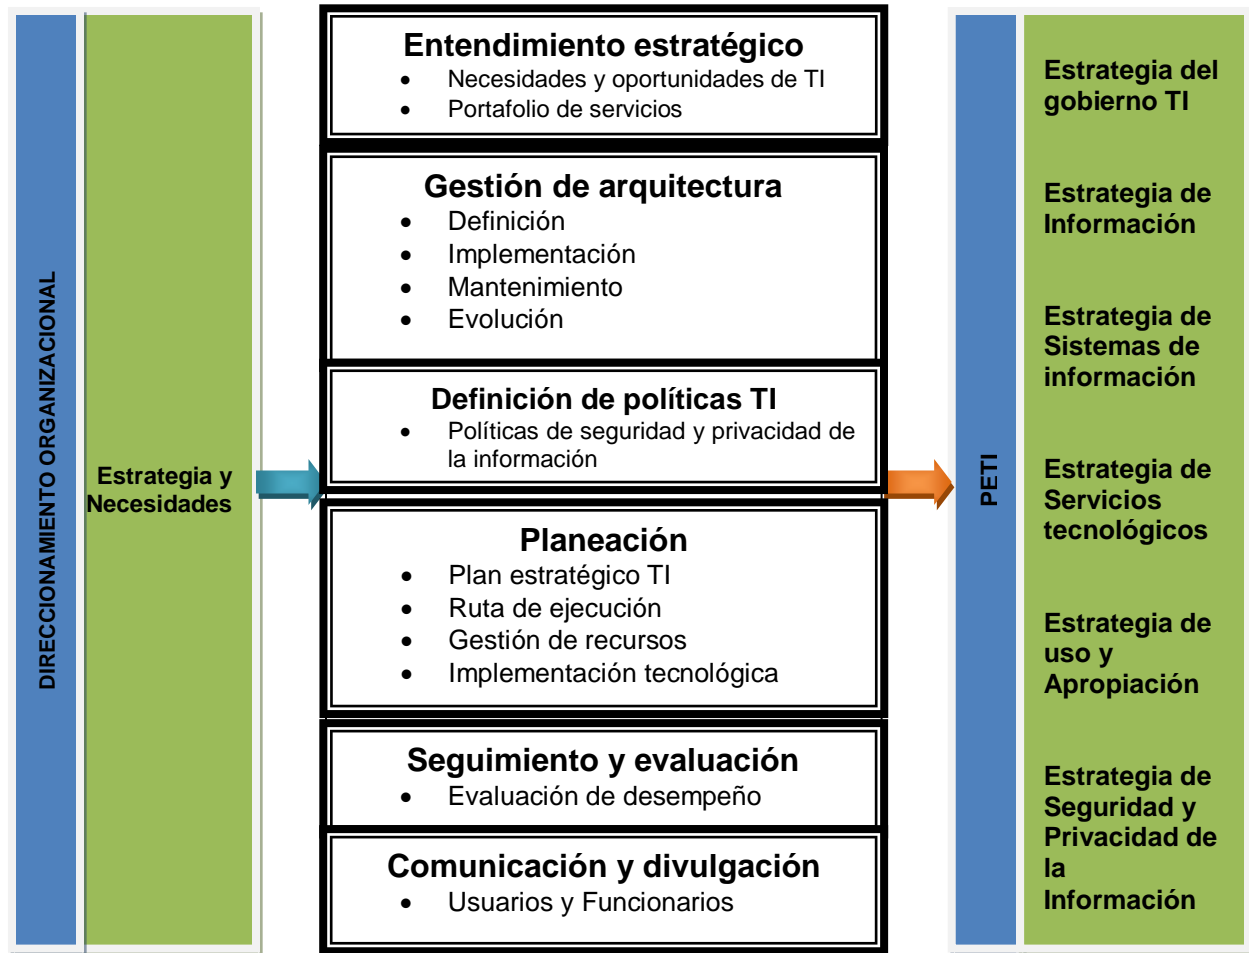 DIRECCIONAMIENTO ORGANIZACIONAL
Estrategia y
Necesidades
Entendimiento estratégico
• Necesidades y oportunidades de TI
• Portafolio de servicios
Gestión de arquitectura
• Definición
• Implementación
• Mantenimiento
• Evolución
Definición de políticas TI
• Políticas de seguridad y privacidad de
la información
Planeación
• Plan estratégico TI
• Ruta de ejecución
• Gestión de recursos
• Implementación tecnológica
Seguimiento y evaluación
• Evaluación de desempeño
Comunicación y divulgación
• Usuarios y Funcionarios
PETI
Estrategia del
gobierno TI
Estrategia de
Información
Estrategia de
Sistemas de
información
Estrategia de
Servicios
tecnológicos
Estrategia de
uso y
Apropiación
Estrategia de
Seguridad y
Privacidad de
la
Información